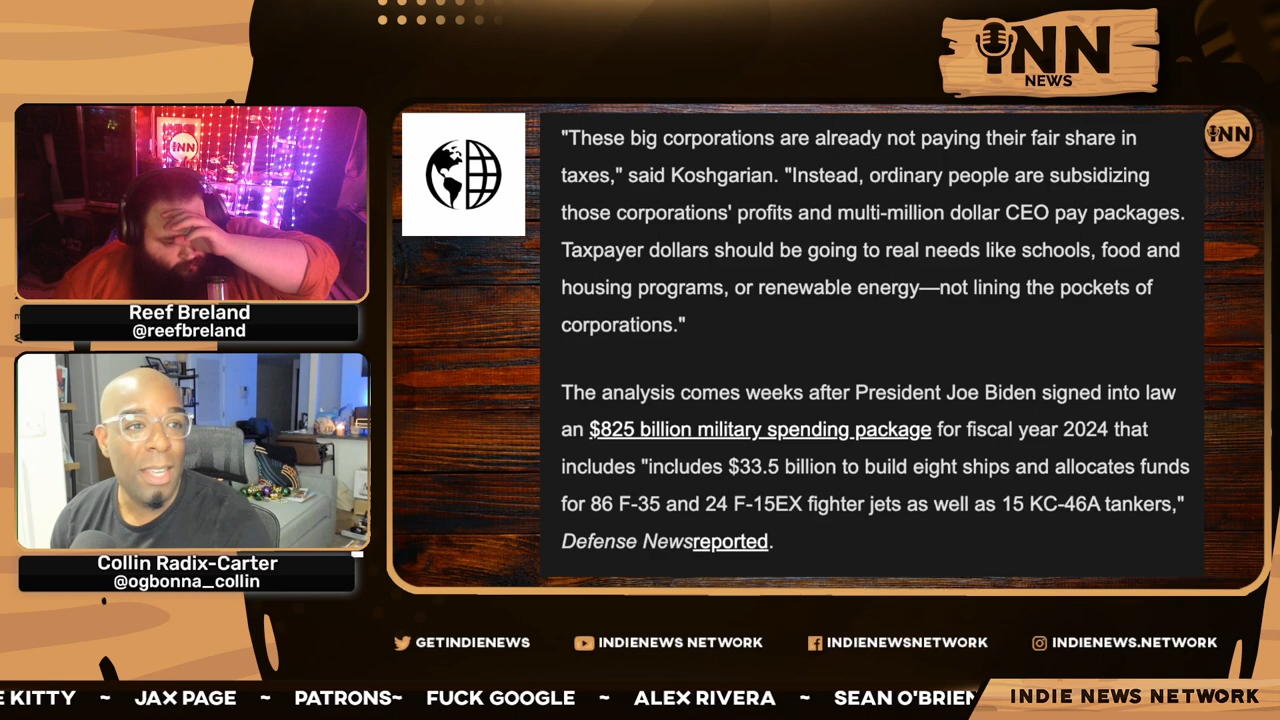 iNN
NEWS
iNN
"These big corporations are already not paying their fair share in
taxes," said Koshgarian. "Instead, ordinary people are subsidizing
those corporations' profits and multi-million dollar CEO pay packages.
Taxpayer dollars should be going to real needs like schools, food and
housing programs, or renewable energy—not lining the pockets of
corporations."
The analysis comes weeks after President Joe Biden signed into law
an $825 billion military spending package for fiscal year 2024 that
includes "includes $33.5 billion to build eight ships and allocates funds
for 86 F-35 and 24 F-15EX fighter jets as well as 15 KC-46A tankers,"
Defense Newsreported.
iNN
Reef Breland
@reefbreland
Collin Radix-Carter
@ogbonna_collin
GETINDIENEWS
INDIENEWS NETWORK
INDIENEWSNETWORK
INDIENEWS.NETWORK
E KITTY ~ JAX PAGE ~ PATRONS~ FUCK GOOGLE ~ ALEX RIVERA ~ SEAN O'BRIEN
INDIE NEWS NETWORK